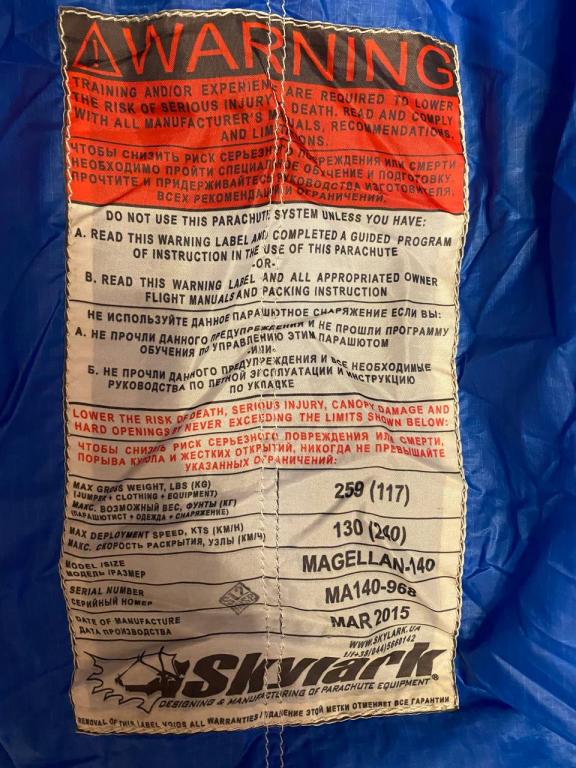 WARNING
TRAINING AND/OR EXPERIENCE ARE REQUIRED TO LOWER
THE RISK OF SERIOUS INJURY DEATH. READ AND COMPLY
WITH ALL MANUFACTURER'S RECOMMENDATIONS,
AND
ЧТОБЫ СНИЗИТЬ РИСК СЕРЬЕЗНОГО ПОВРЕЖДЕНИЯ ИЛИ СМЕРТИ
НЕОБХОДИМО ПРОЙТИ СПЕЦИАЛЬНОЕ ОБУЧЕНИЕ И ПОДГОТОВКУ.
ПРОЧТИТЕ И ПРИДЕРЖИВАЙТЕСЬ РУКОВОДСТВА ИЗГОТОВИТЕЛЯ,
ВСЕХ РЕКОМЕНДАЦИЙ ОГРАНИЧЕНИЙ.
DO NOT USE THIS PARACHUTE SYSTEM UNLESS YOU HAVE:
A. READ THIS WARNING LABEL AND COMPLETED A GUIDED PROGRAM
OF INSTRUCTION IN THE USE OF THIS PARACHUTE
-OR-
B. READ THIS WARNING LABEL AND ALL APPROPRIATED OWNER
FLIGHT MANUALS AND PACKING INSTRUCTION
НЕ ИСПОЛЬЗУЙТЕ ДАННОЕ ПАРАШЮТНОЕ СНАРЯЖЕНИЕ ЕСЛИ ВЫ:
А. НЕ ПРОЧЛИ ДАННОГО ПРЕДУПРЕЖДЕНИЯ И НЕ ПРОШЛИ ПРОГРАММУ
ОБУЧЕНИЯ ПО УПРАВЛЕНИЮ ЭТИМ ПАРАШЮТОМ
-ИЛИ-
Б. НЕ ПРОЧЛИ ДАННОГО ПРЕДУПРЕЖДЕНИЯ И ВСЕ НЕОБХОДИМЫЕ
РУКОВОДСТВА ПО ЛЕТНОЙ ЭКСПЛУАТАЦИИ И ИНСТРУКЦИЮ
ПО УКЛАДКЕ
LOWER THE RISK OF DEATH, SERIOUS INJURY, CANOPY DAMAGE AND
HARD OPENINGS BY NEVER EXCEEDING THE LIMITS SHOWN BELOW:
ЧТОБЫ СНИЗИТЬ РИСК СЕРЬЕЗНОГО ПОВРЕЖДЕНИЯ ИЛИ СМЕРТИ,
ПОРЫВА КУПОЛА И ЖЕСТКИХ ОТКРЫТИЙ, НИКОГДА НЕ ПРЕВЫШАЙТЕ
УКАЗАННЫХ ОГРАНИЧЕНИЙ:
MAX GROSS WEIGHT, LBS (KG)
(JUMPER + CLOTHING + EQUIPMENT)
МАКС. ВОЗМОЖНЫЙ ВЕС, ФУНТЫ (КГ)
(ПАРАШЮТИСТ + ОДЕЖДА + СНАРЯЖЕНИЕ)
259 (117)
MAX DEPLOYMENT SPEED, KTS (KM/H)
МАКС. СКОРОСТЬ РАСКРЫТИЯ, УЗЛЫ (КМ/Ч)
130 (240)
MODEL /SIZE
МОДЕЛЬ /РАЗМЕР
MAGELLAN-140
SERIAL NUMBER
СЕРИЙНЫЙ НОМЕР
MA140-968
DATE OF MANUFACTURE
ДАТА ПРОИЗВОДСТВА
MAR 2015
WWW.SKYLARK.UA
t/f+38(044)5668142
Skylark
DESIGNING & MANUFACTURING OF PARACHUTE EQUIPMENT ®
REMOVAL OF THIS LABEL VOIDS ALL WARRANTIES / УДАЛЕНИЕ ЭТОЙ МЕТКИ ОТМЕНЯЕТ ВСЕ ГАРАНТИИ